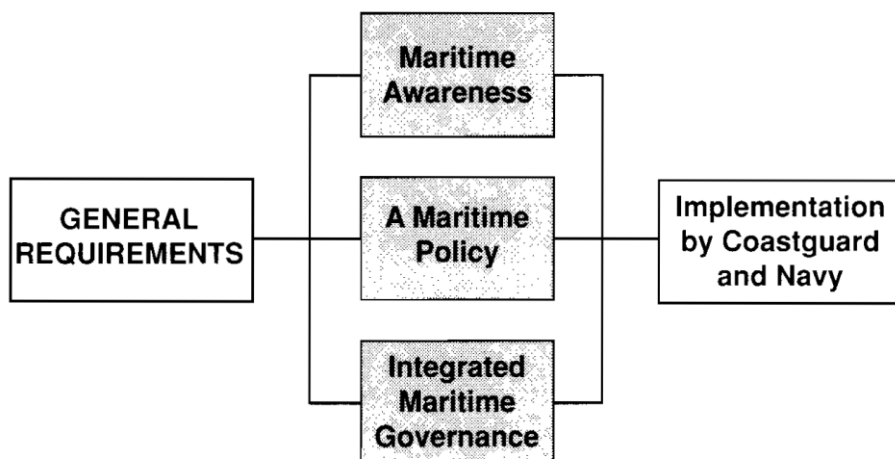 Maritime
Awareness
GENERAL
REQUIREMENTS
A Maritime
Policy
Implementation
by Coastguard
and Navy
Integrated
Maritime
Governance